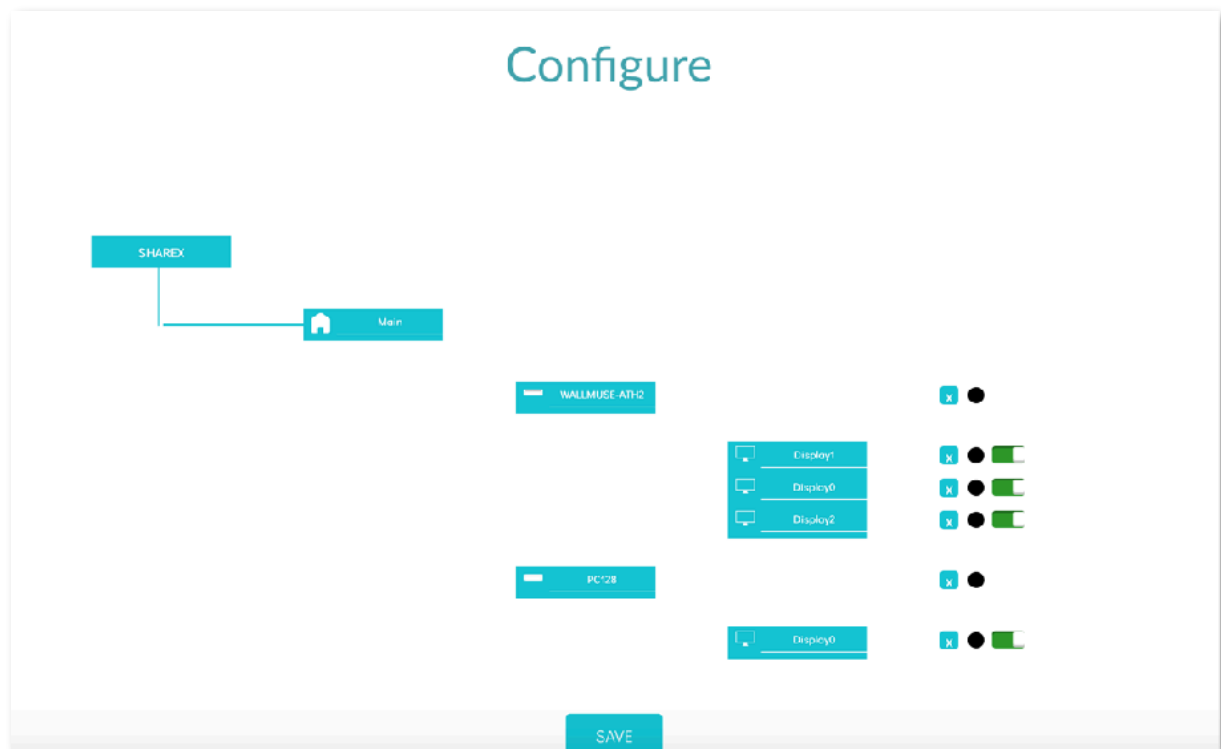 Configure
SHAREX
Main
WALLMUSE-ATH2
x
Display1
x
Display0
x
Display2
x
PC128
x
Display0
x
SAVE